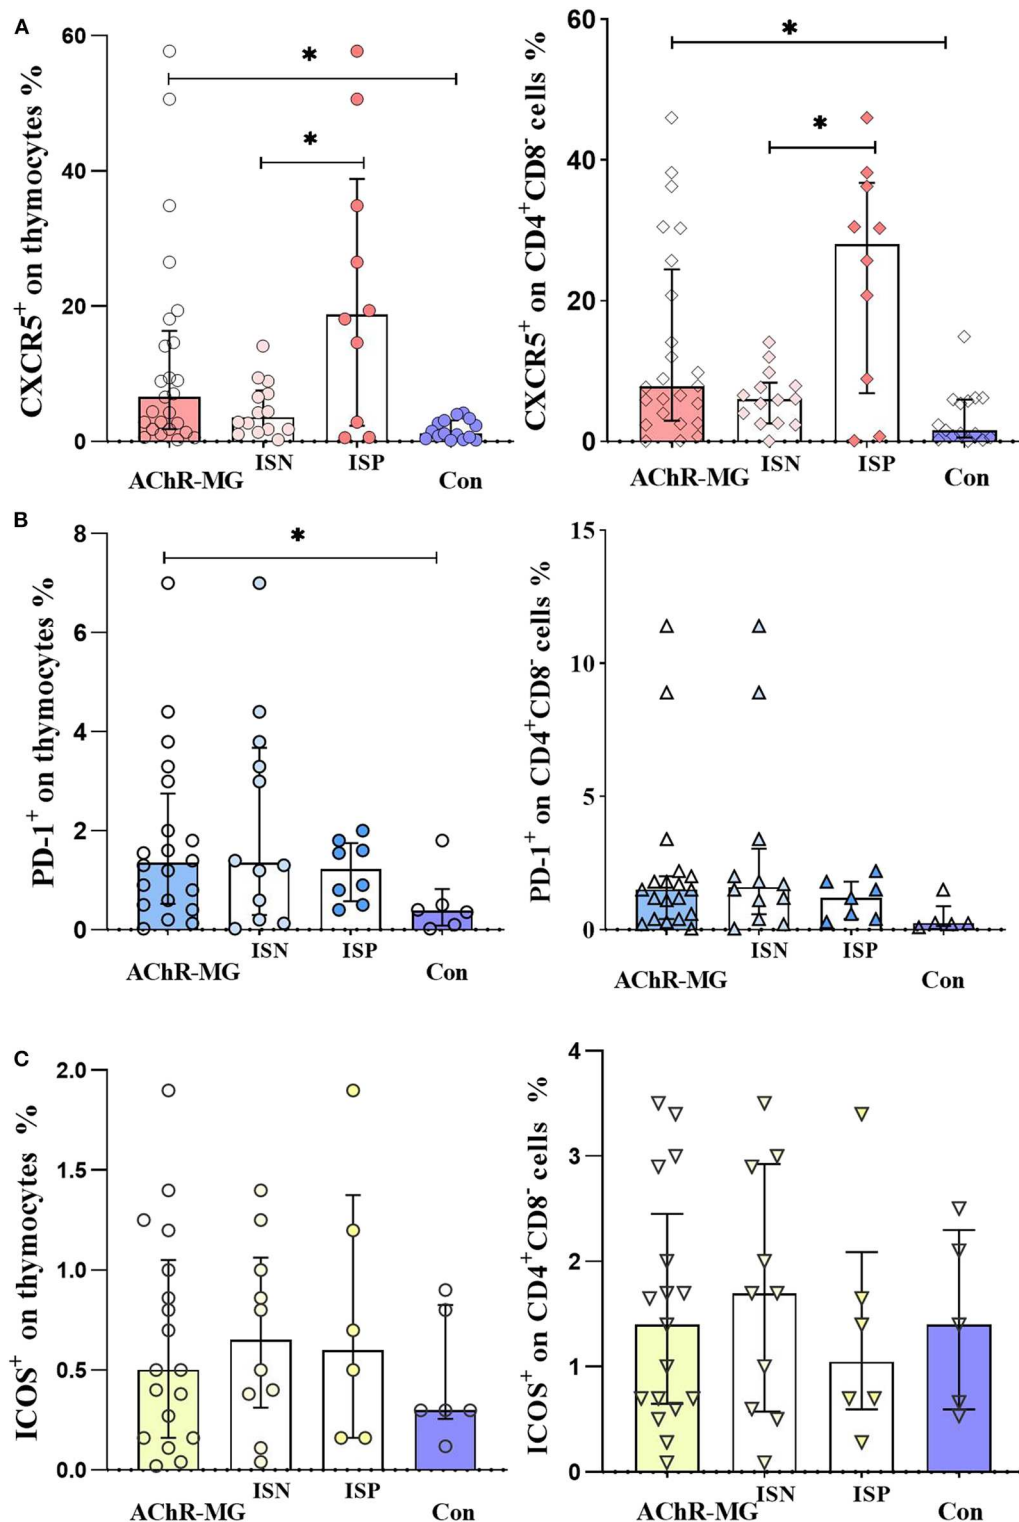 A
CXCR5+ on thymocytes %
60
40
20
0
*
*
AChR-MG
ISN
ISP
Con
CXCR5+ on CD4+CD8- cells %
60
40
20
0
*
*
AChR-MG
ISN
ISP
Con
B
PD-1+ on thymocytes %
8
6
4
2
0
*
AChR-MG
ISN
ISP
Con
PD-1+ on CD4+CD8- cells %
15
10
5
0
AChR-MG
ISN
ISP
Con
C
ICOS+ on thymocytes %
2.0
1.5
1.0
0.5
0.0
AChR-MG
ISN
ISP
Con
ICOS+ on CD4+CD8- cells %
4
3
2
1
0
AChR-MG
ISN
ISP
Con